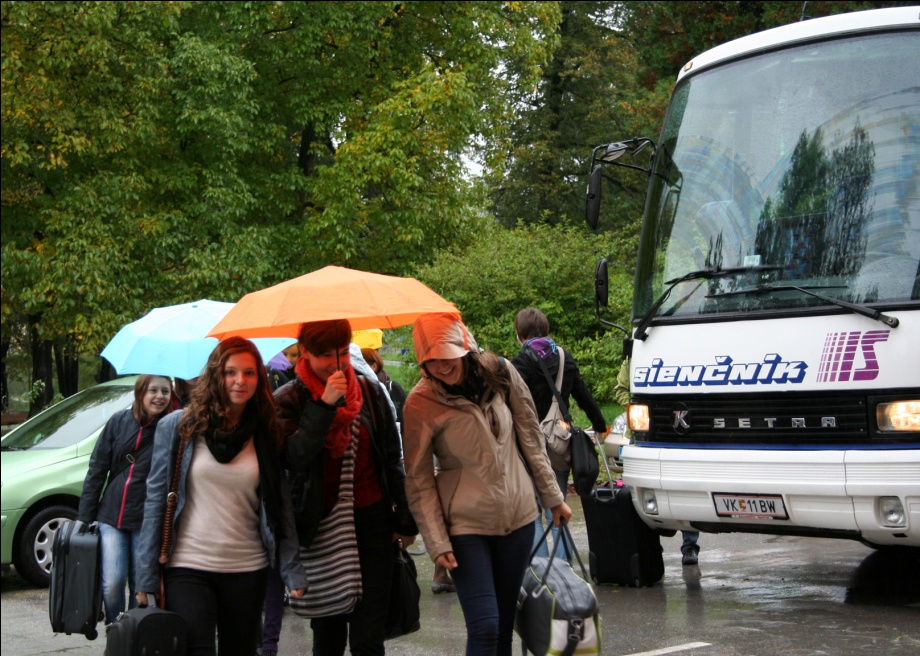 sienčnik IS
K SETRA
VK 11 BW